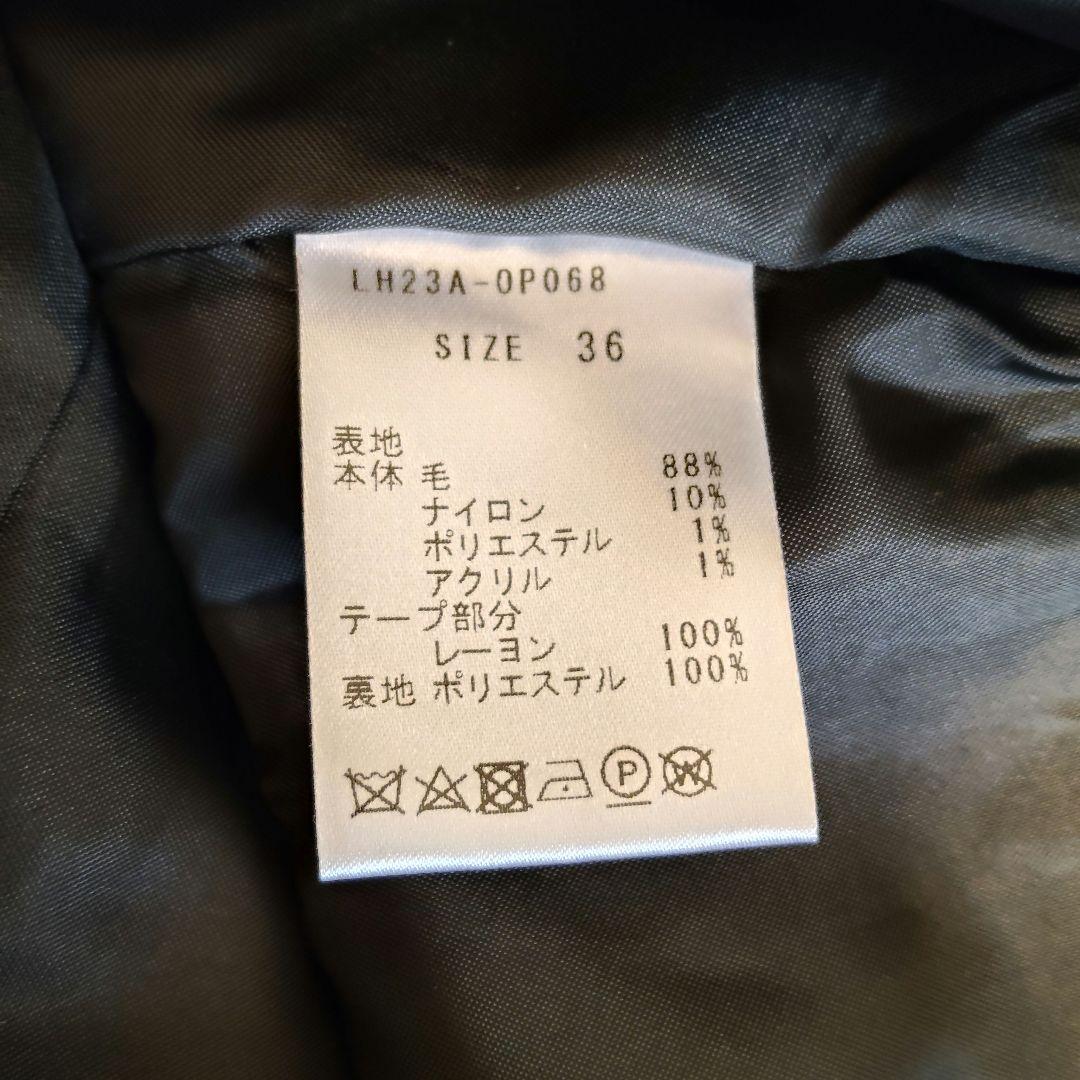 LH23A-OP068
SIZE 36
表地
本体 毛 88%
ナイロン 10%
ポリエステル 1%
アクリル 1%
テープ部分
レーヨン 100%
裏地 ポリエステル 100%
P W